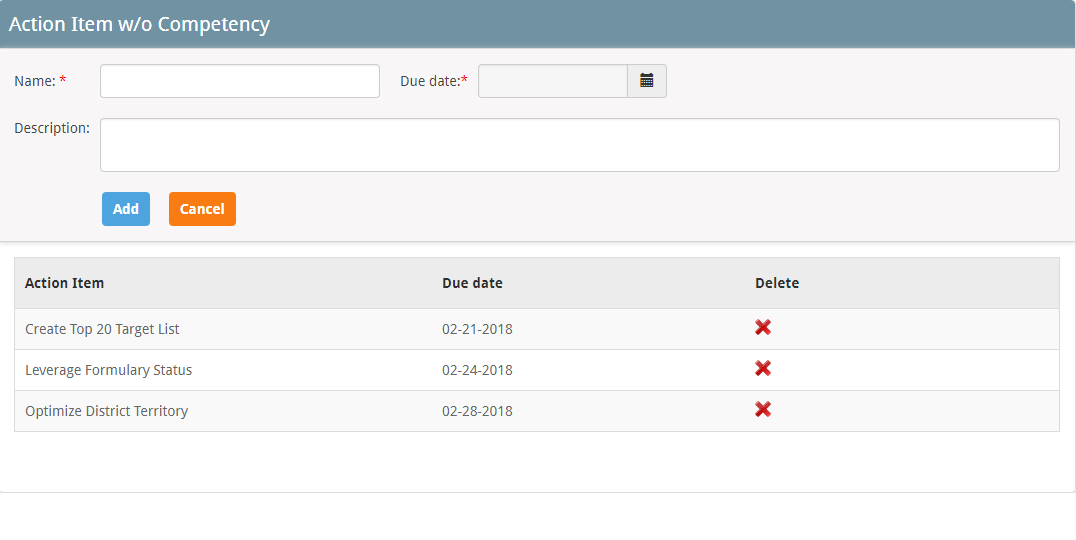 Action Item w/o Competency
Name: * Due date:*
Description:
Add Cancel
Action Item Due date Delete
Create Top 20 Target List 02-21-2018
Leverage Formulary Status 02-24-2018
Optimize District Territory 02-28-2018